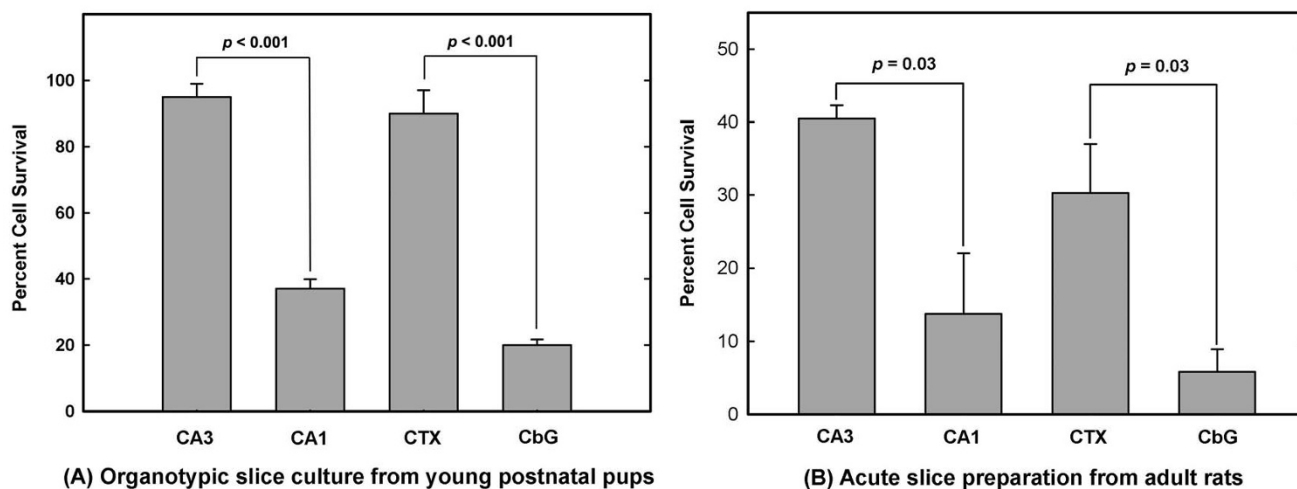 p < 0.001
p < 0.001
Percent Cell Survival
100
80
60
40
20
0
CA3 CA1 CTX CbG
(A) Organotypic slice culture from young postnatal pups
p = 0.03
p = 0.03
Percent Cell Survival
50
40
30
20
10
0
CA3 CA1 CTX CbG
(B) Acute slice preparation from adult rats